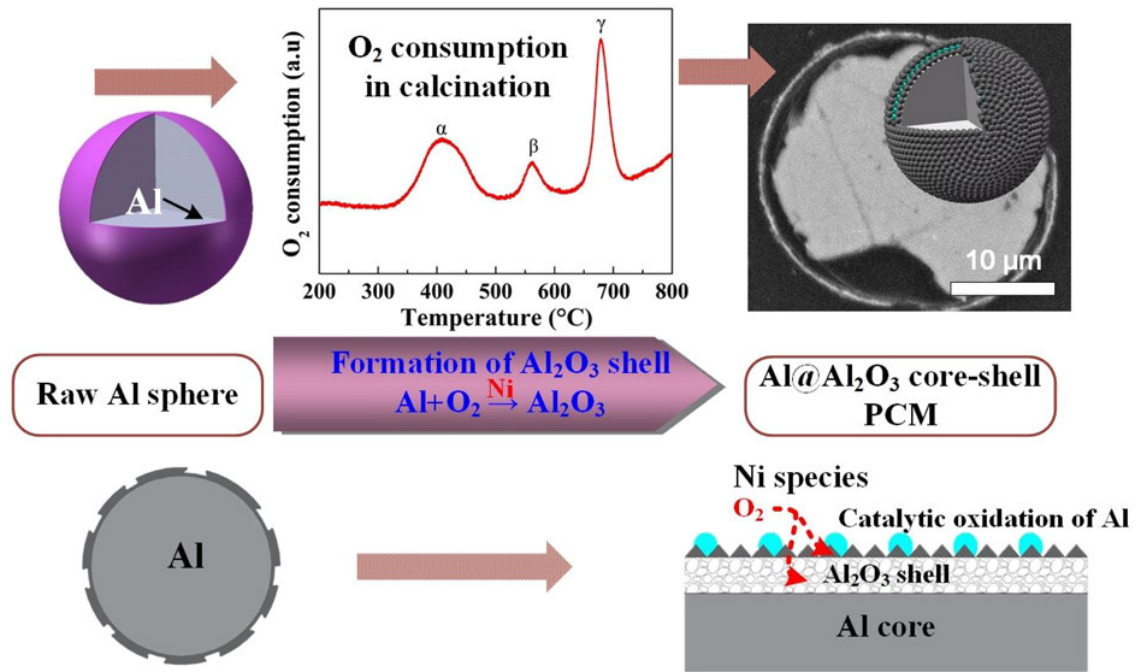 Al
O₂ consumption (a.u)
O₂ consumption
in calcination
α
β
γ
200 300 400 500 600 700 800
Temperature (°C)
10 μm
Raw Al sphere
Formation of Al₂O₃ shell
Ni
Al+O₂ → Al₂O₃
Al@Al₂O₃ core-shell
PCM
Al
Ni species
O₂
Catalytic oxidation of Al
Al₂O₃ shell
Al core